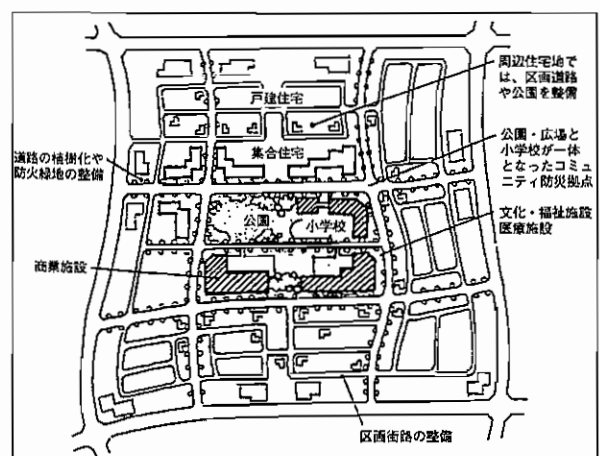 周辺住宅地で
は、区画道路
や公園を整備
戸建住宅
公園・広場と
小学校が一体
となったコミュ
ニティ防災拠点
道路の植樹化や
防火緑地の整備
集合住宅
公園
小学校
文化・福祉施設
医療施設
商業施設
区画街路の整備